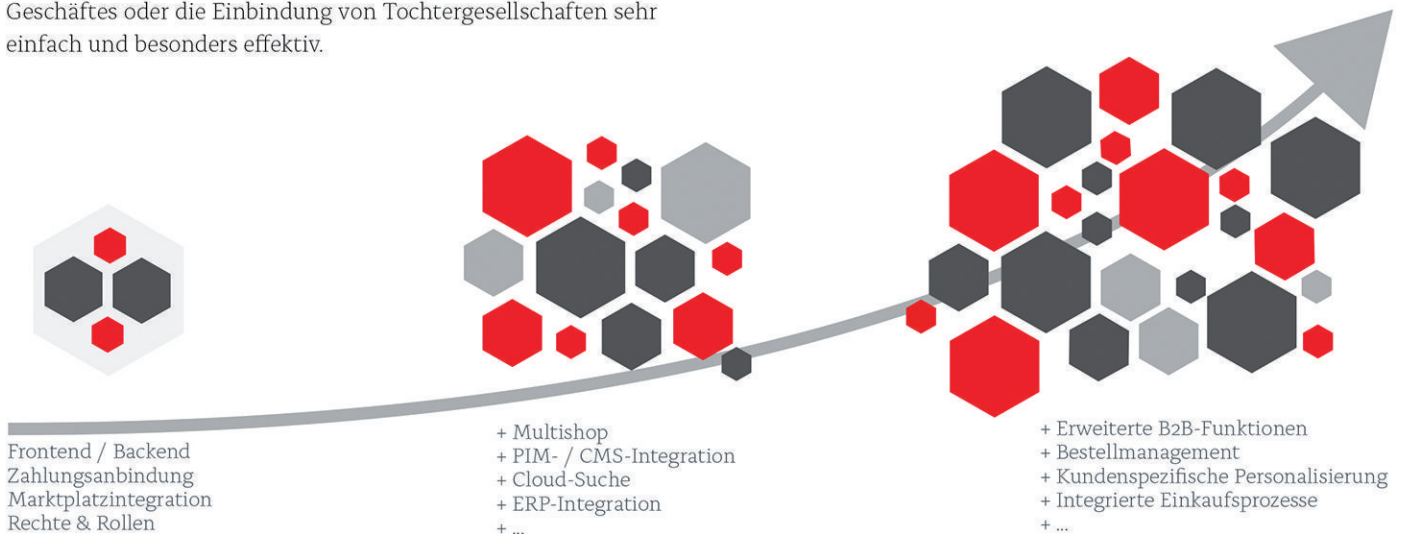 Geschäftes oder die Einbindung von Tochtergesellschaften sehr
einfach und besonders effektiv.
Frontend / Backend
Zahlungsanbindung
Marktplatzintegration
Rechte & Rollen
+ Multishop
+ PIM- / CMS-Integration
+ Cloud-Suche
+ ERP-Integration
+ ...
+ Erweiterte B2B-Funktionen
+ Bestellmanagement
+ Kundenspezifische Personalisierung
+ Integrierte Einkaufsprozesse
+ ...